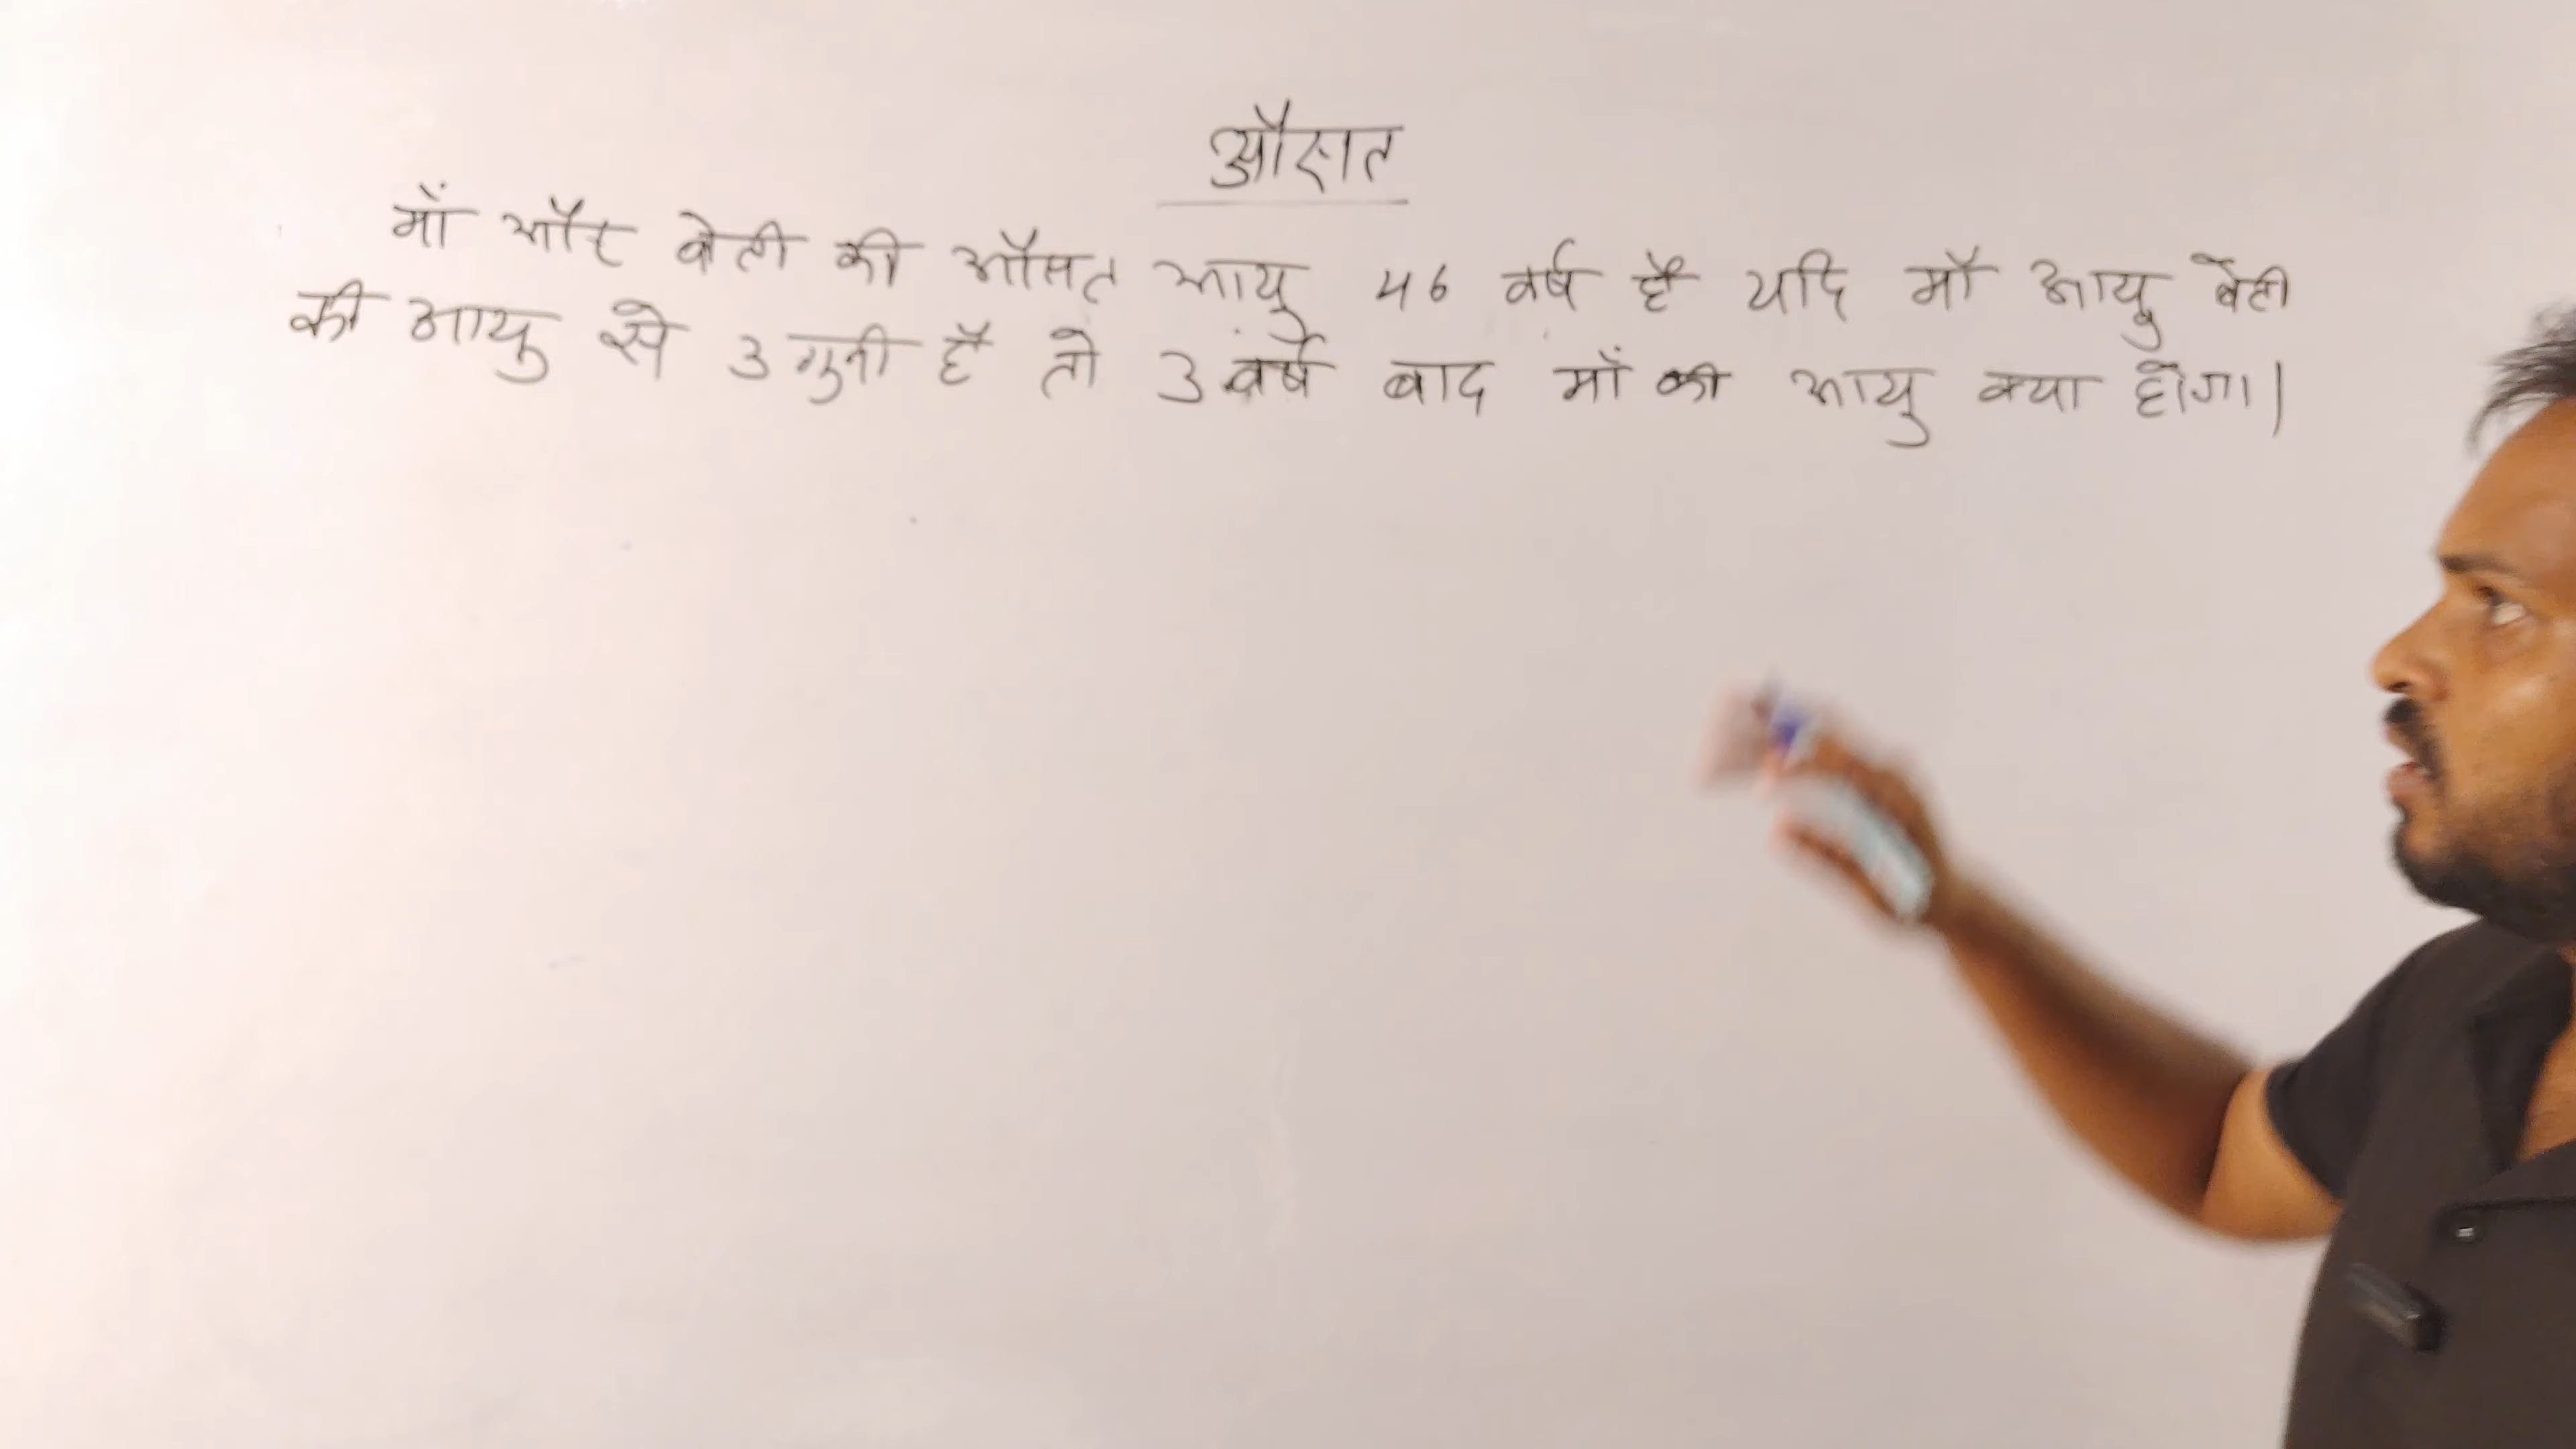 औसत
माँ और बेटी की औसत आयु 46 वर्ष है यदि माँ आयु बेटी
की आयु से 3 गुनी है तो 3 वर्ष बाद माँ की आयु क्या होगा।